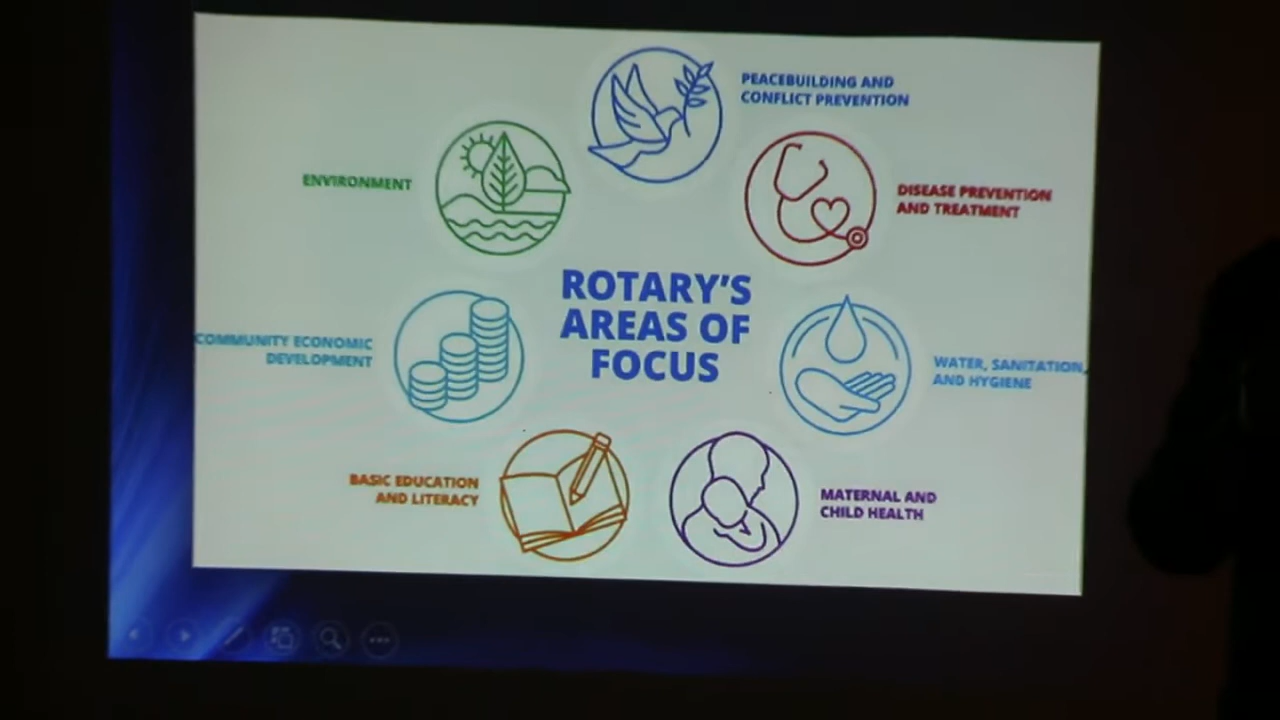 PEACEBUILDING AND
CONFLICT PREVENTION
ENVIRONMENT
DISEASE PREVENTION
AND TREATMENT
ROTARY'S
AREAS OF
FOCUS
COMMUNITY ECONOMIC
DEVELOPMENT
WATER, SANITATION,
AND HYGIENE
BASIC EDUCATION
AND LITERACY
MATERNAL AND
CHILD HEALTH